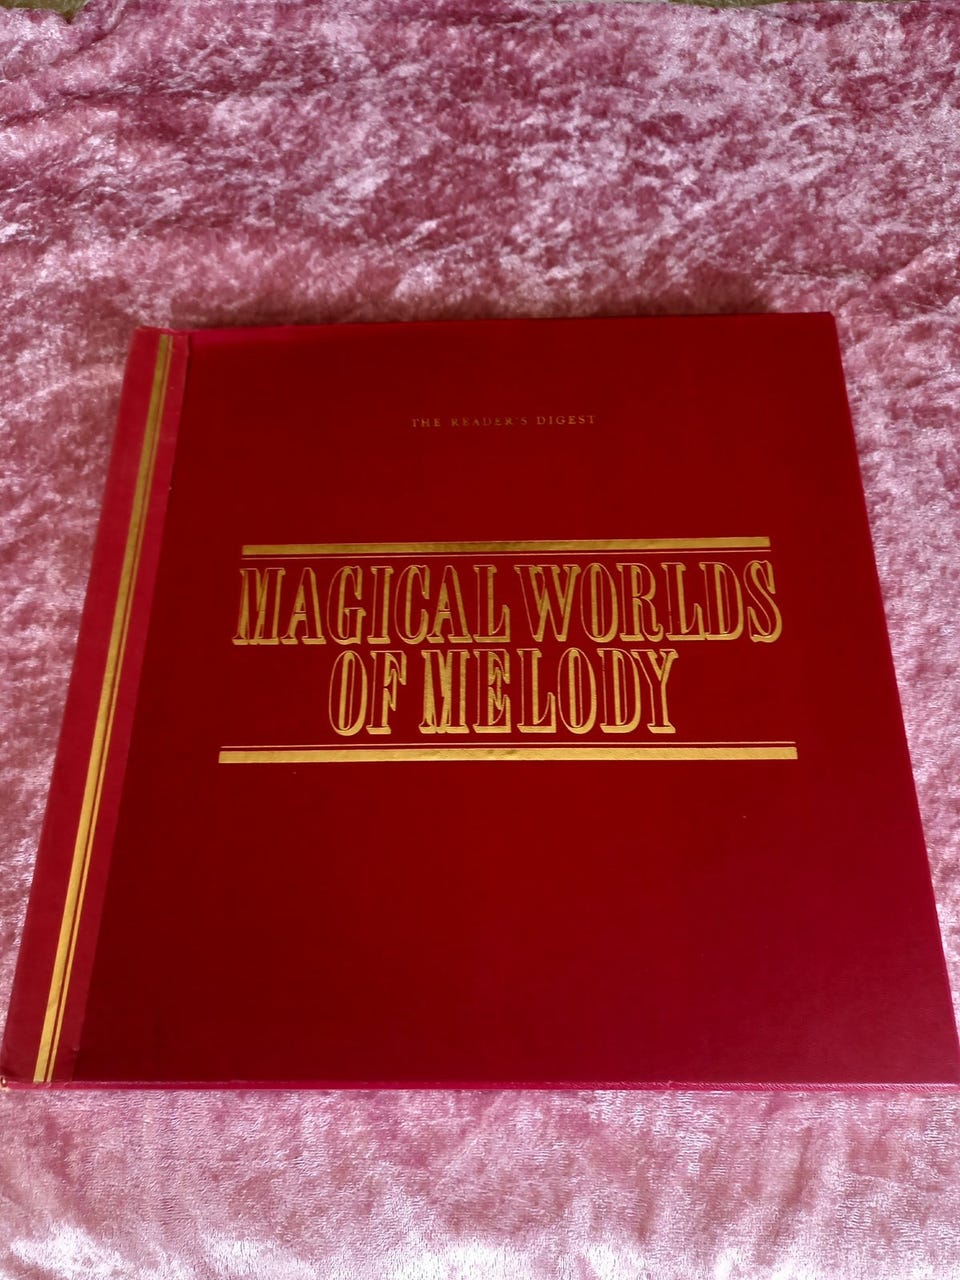 THE READER'S DIGEST
MAGICAL WORLDS
OF MELODY